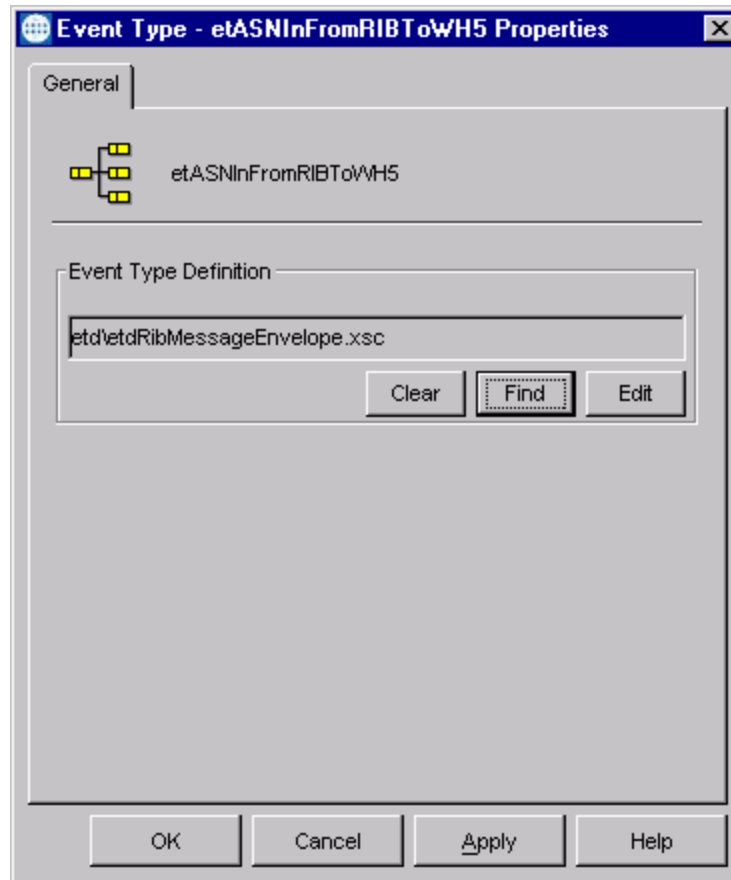 Event Type - etASNInFromRIBToWH5 Properties
General
etASNInFromRIBToWH5
Event Type Definition
etd\etdRibMessageEnvelope.xsc
Clear Find Edit
OK Cancel Apply Help